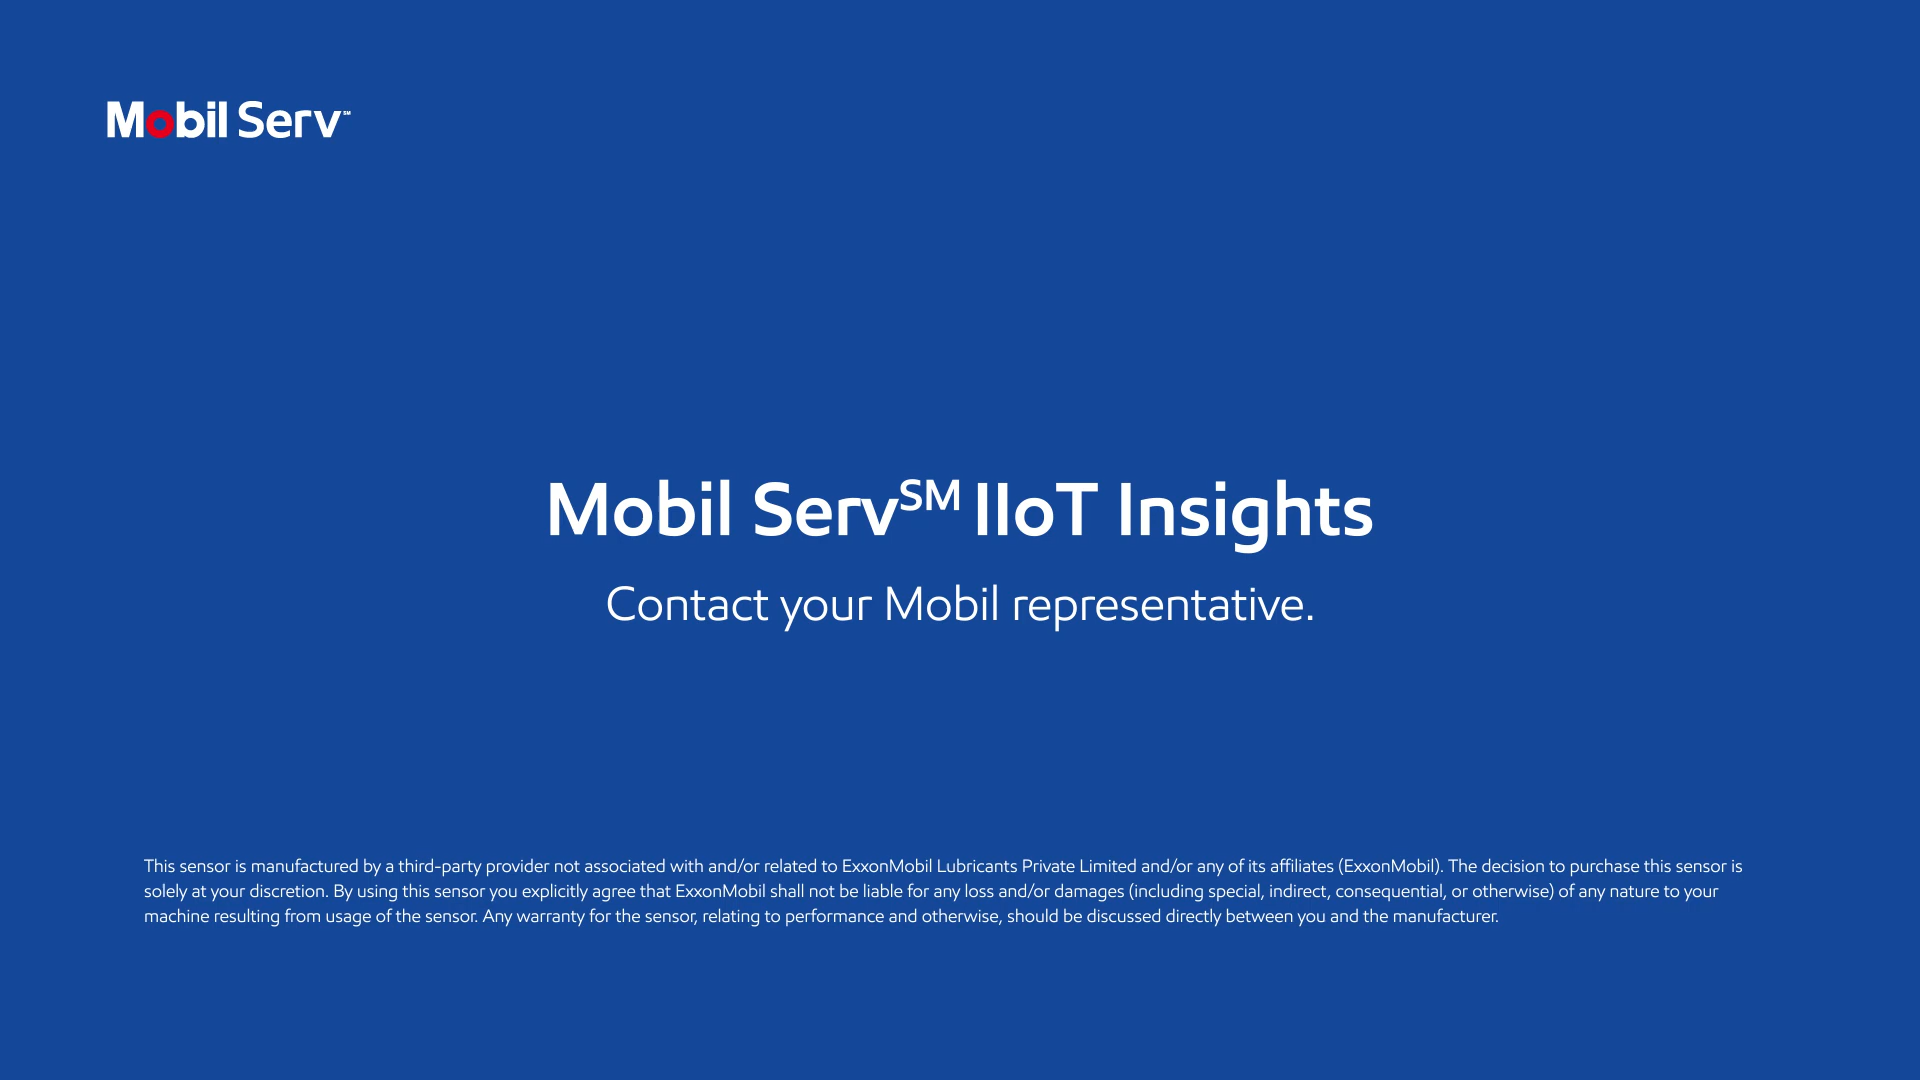 Mobil Serv℠
Mobil Serv℠ IIoT Insights
Contact your Mobil representative.
This sensor is manufactured by a third-party provider not associated with and/or related to ExxonMobil Lubricants Private Limited and/or any of its affiliates (ExxonMobil). The decision to purchase this sensor is
solely at your discretion. By using this sensor you explicitly agree that ExxonMobil shall not be liable for any loss and/or damages (including special, indirect, consequential, or otherwise) of any nature to your
machine resulting from usage of the sensor. Any warranty for the sensor, relating to performance and otherwise, should be discussed directly between you and the manufacturer.